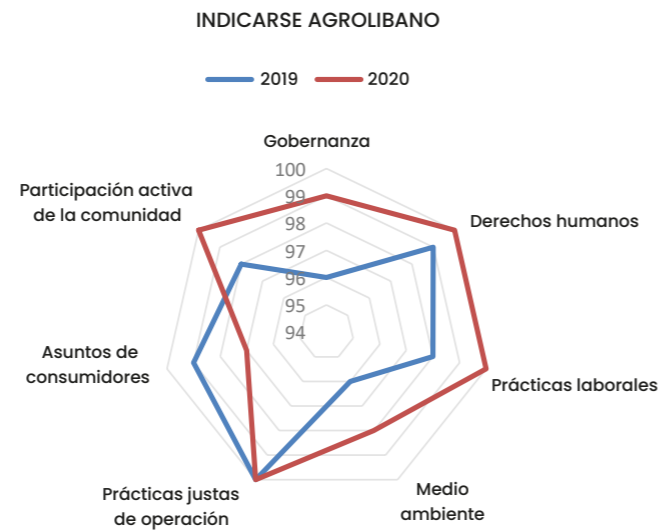 INDICARSE AGROLIBANO
2019
2020
Gobernanza
100
99
98
97
96
95
94
Derechos humanos
Prácticas laborales
Medio
ambiente
Prácticas justas
de operación
Asuntos de
consumidores
Participación activa
de la comunidad